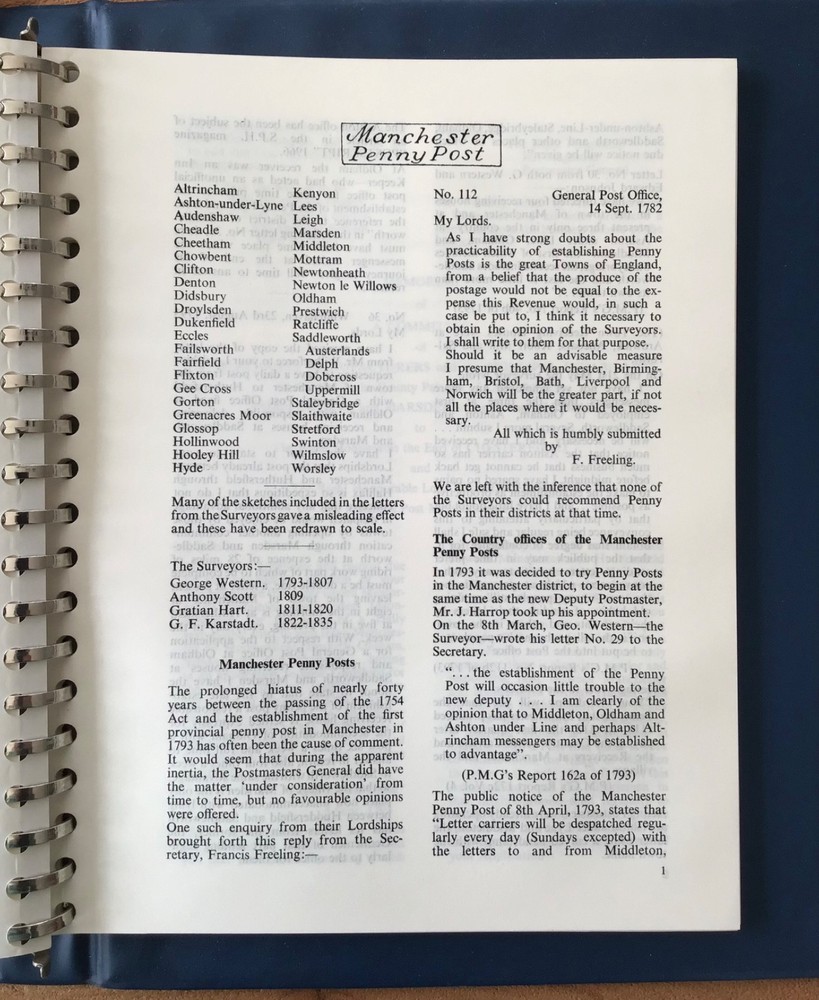 Manchester
Penny Post
Altrincham
Ashton-under-Lyne
Audenshaw
Cheadle
Cheetham
Chowbent
Clifton
Denton
Didsbury
Droylsden
Dukenfield
Eccles
Failsworth
Fairfield
Flixton
Gee Cross
Gorton
Greenacres Moor
Glossop
Hollinwood
Hooley Hill
Hyde
Kenyon
Lees
Leigh
Marsden
Middleton
Mottram
Newtonheath
Newton le Willows
Oldham
Prestwich
Ratcliffe
Saddleworth
Austerlands
Delph
Dobcross
Uppermill
Staleybridge
Slaithwaite
Stretford
Swinton
Wilmslow
Worsley
Many of the sketches included in the letters
from the Surveyors gave a misleading effect
and these have been redrawn to scale.
The Surveyors:—
George Western. 1793-1807
Anthony Scott 1809
Gratian Hart. 1811-1820
G. F. Karstadt. 1822-1835
Manchester Penny Posts
The prolonged hiatus of nearly forty
years between the passing of the 1754
Act and the establishment of the first
provincial penny post in Manchester in
1793 has often been the cause of comment.
It would seem that during the apparent
inertia, the Postmasters General did have
the matter ‘under consideration’ from
time to time, but no favourable opinions
were offered.
One such enquiry from their Lordships
brought forth this reply from the Sec-
retary, Francis Freeling:—
No. 112 General Post Office,
14 Sept. 1782
My Lords.
As I have strong doubts about the
practicability of establishing Penny
Posts is the great Towns of England,
from a belief that the produce of the
postage would not be equal to the ex-
pense this Revenue would, in such a
case be put to, I think it necessary to
obtain the opinion of the Surveyors.
I shall write to them for that purpose.
Should it be an advisable measure
I presume that Manchester, Birming-
ham, Bristol, Bath, Liverpool and
Norwich will be the greater part, if not
all the places where it would be neces-
sary.
All which is humbly submitted
by
F. Freeling.
We are left with the inference that none of
the Surveyors could recommend Penny
Posts in their districts at that time.
The Country offices of the Manchester
Penny Posts
In 1793 it was decided to try Penny Posts
in the Manchester district, to begin at the
same time as the new Deputy Postmaster,
Mr. J. Harrop took up his appointment.
On the 8th March, Geo. Western—the
Surveyor—wrote his letter No. 29 to the
Secretary.
“. . . the establishment of the Penny
Post will occasion little trouble to the
new deputy . . . I am clearly of the
opinion that to Middleton, Oldham and
Ashton under Line and perhaps Alt-
rincham messengers may be established
to advantage”.
(P.M.G's Report 162a of 1793)
The public notice of the Manchester
Penny Post of 8th April, 1793, states that
“Letter carriers will be despatched regu-
larly every day (Sundays excepted) with
the letters to and from Middleton,
1